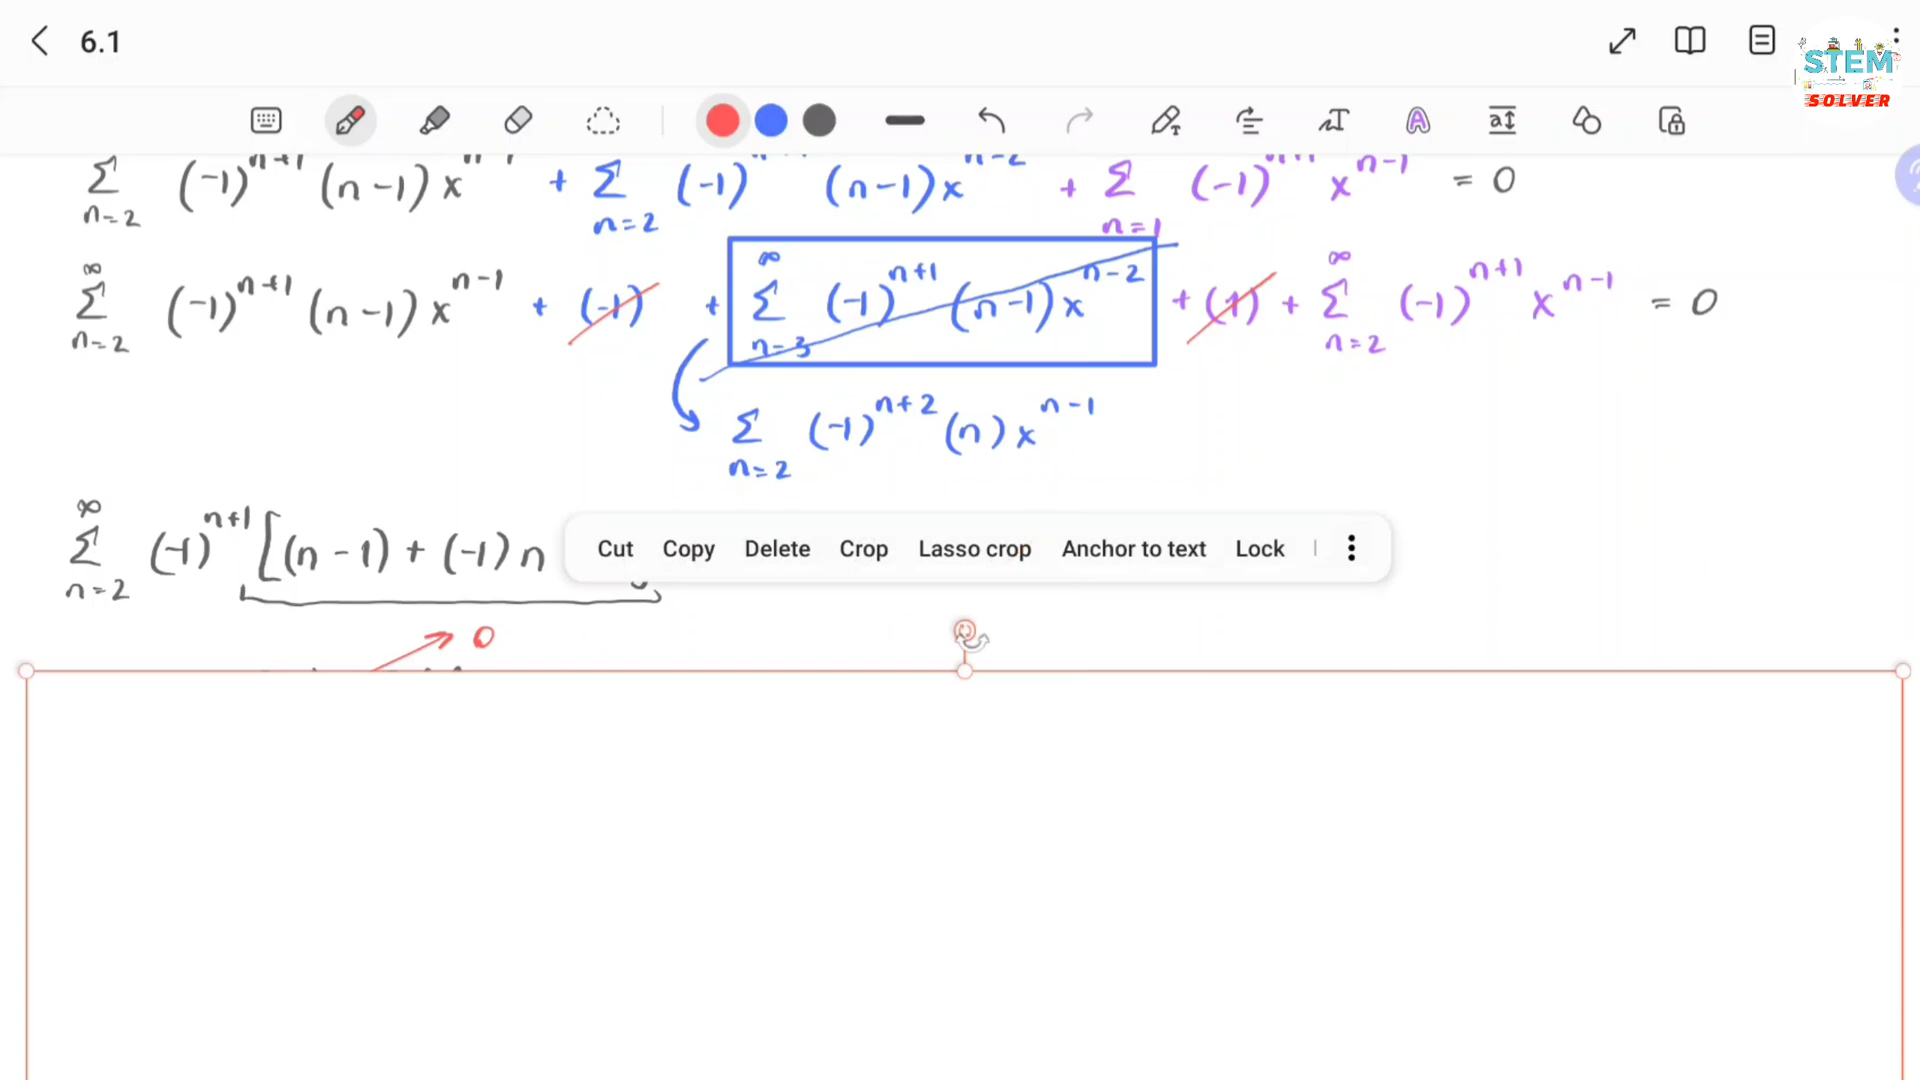 6.1
STEM
SOLVER
Σ n=2 (-1)^n+1 (n-1) x + Σ n=2 (-1) (n-1) x^n-2 + Σ n=1 (-1)^n+1 x^n-1 = 0
Σ ∞ n=2 (-1)^n+1 (n-1) x^n-1 + (-1) + Σ ∞ n=3 (-1)^n+1 (n-1) x^n-2 + (1) + Σ ∞ n=2 (-1)^n+1 x^n-1 = 0
Σ n=2 (-1)^n+2 (n) x^n-1
Σ ∞ n=2 (-1)^n+1 [(n-1) + (-1) n
Cut Copy Delete Crop Lasso crop Anchor to text Lock
0